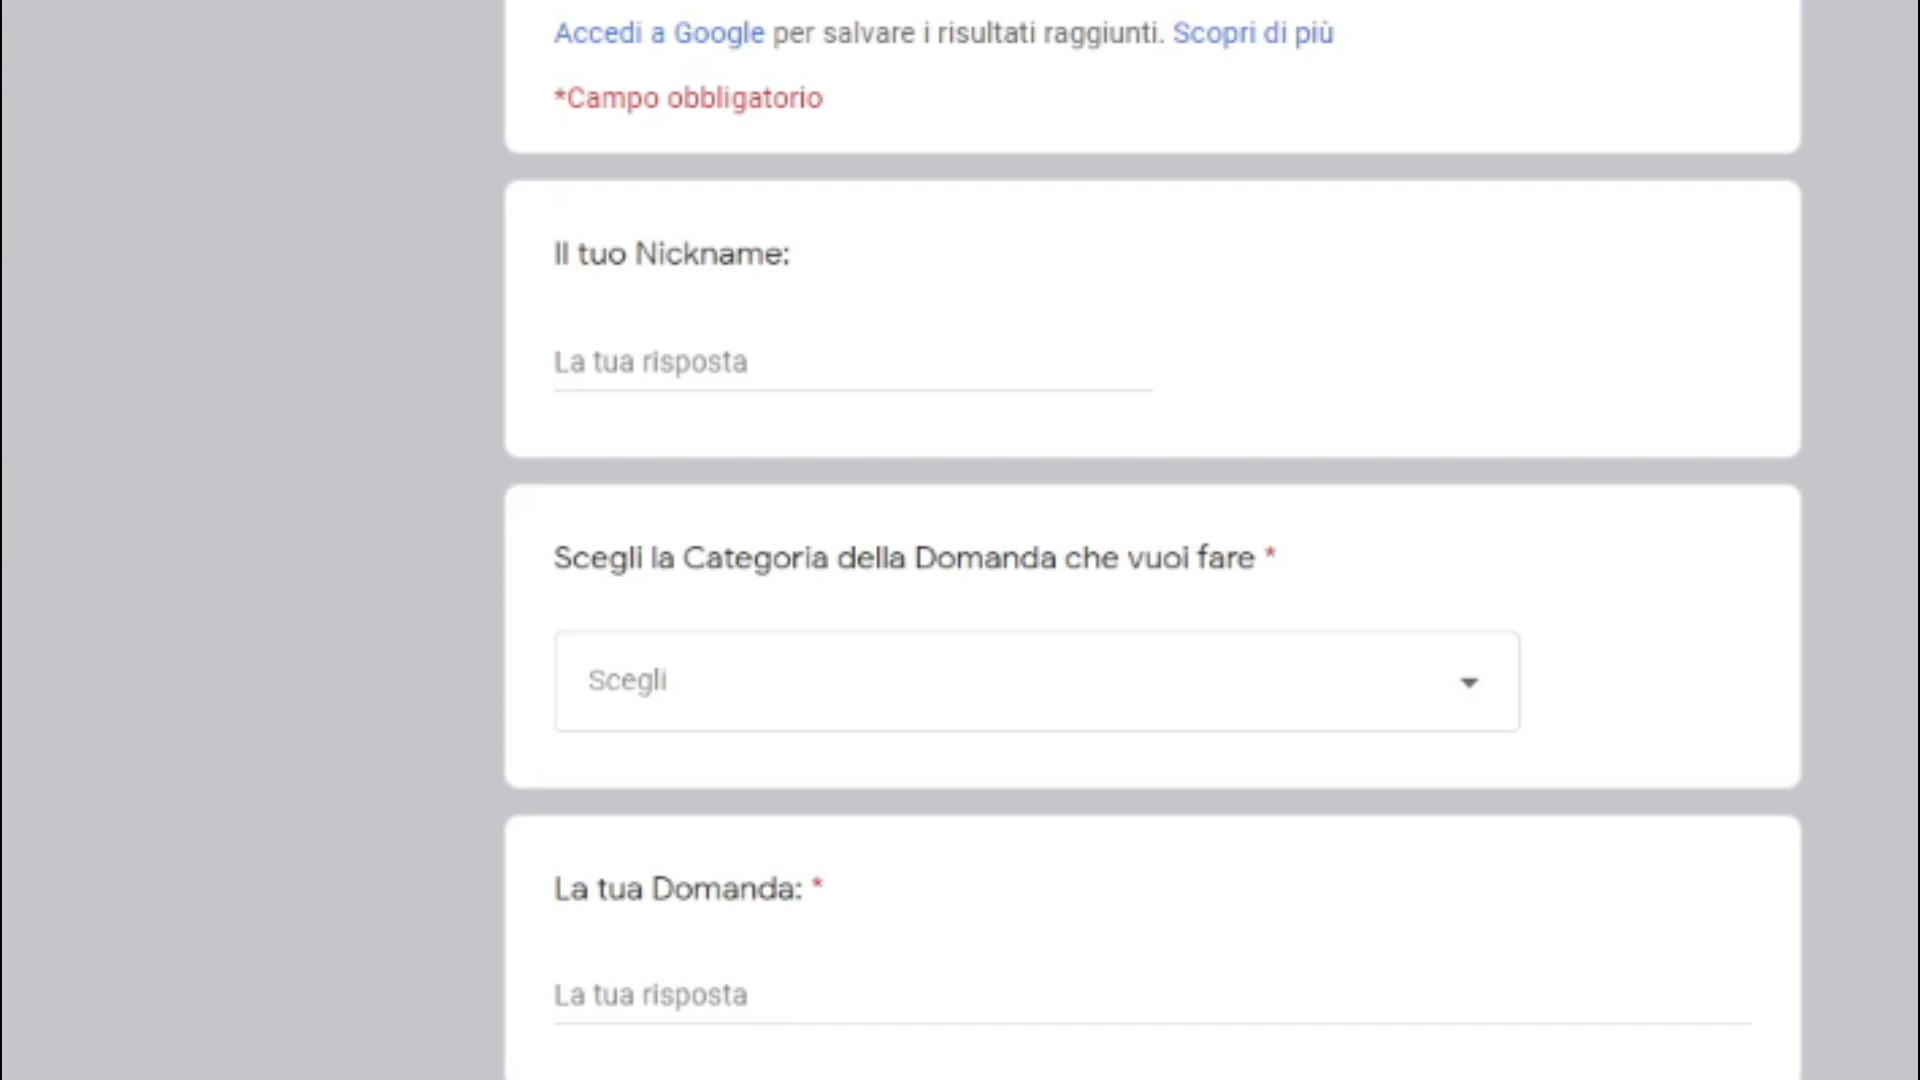 Accedi a Google per salvare i risultati raggiunti. Scopri di più
*Campo obbligatorio
Il tuo Nickname:
La tua risposta
Scegli la Categoria della Domanda che vuoi fare *
Scegli
La tua Domanda: *
La tua risposta